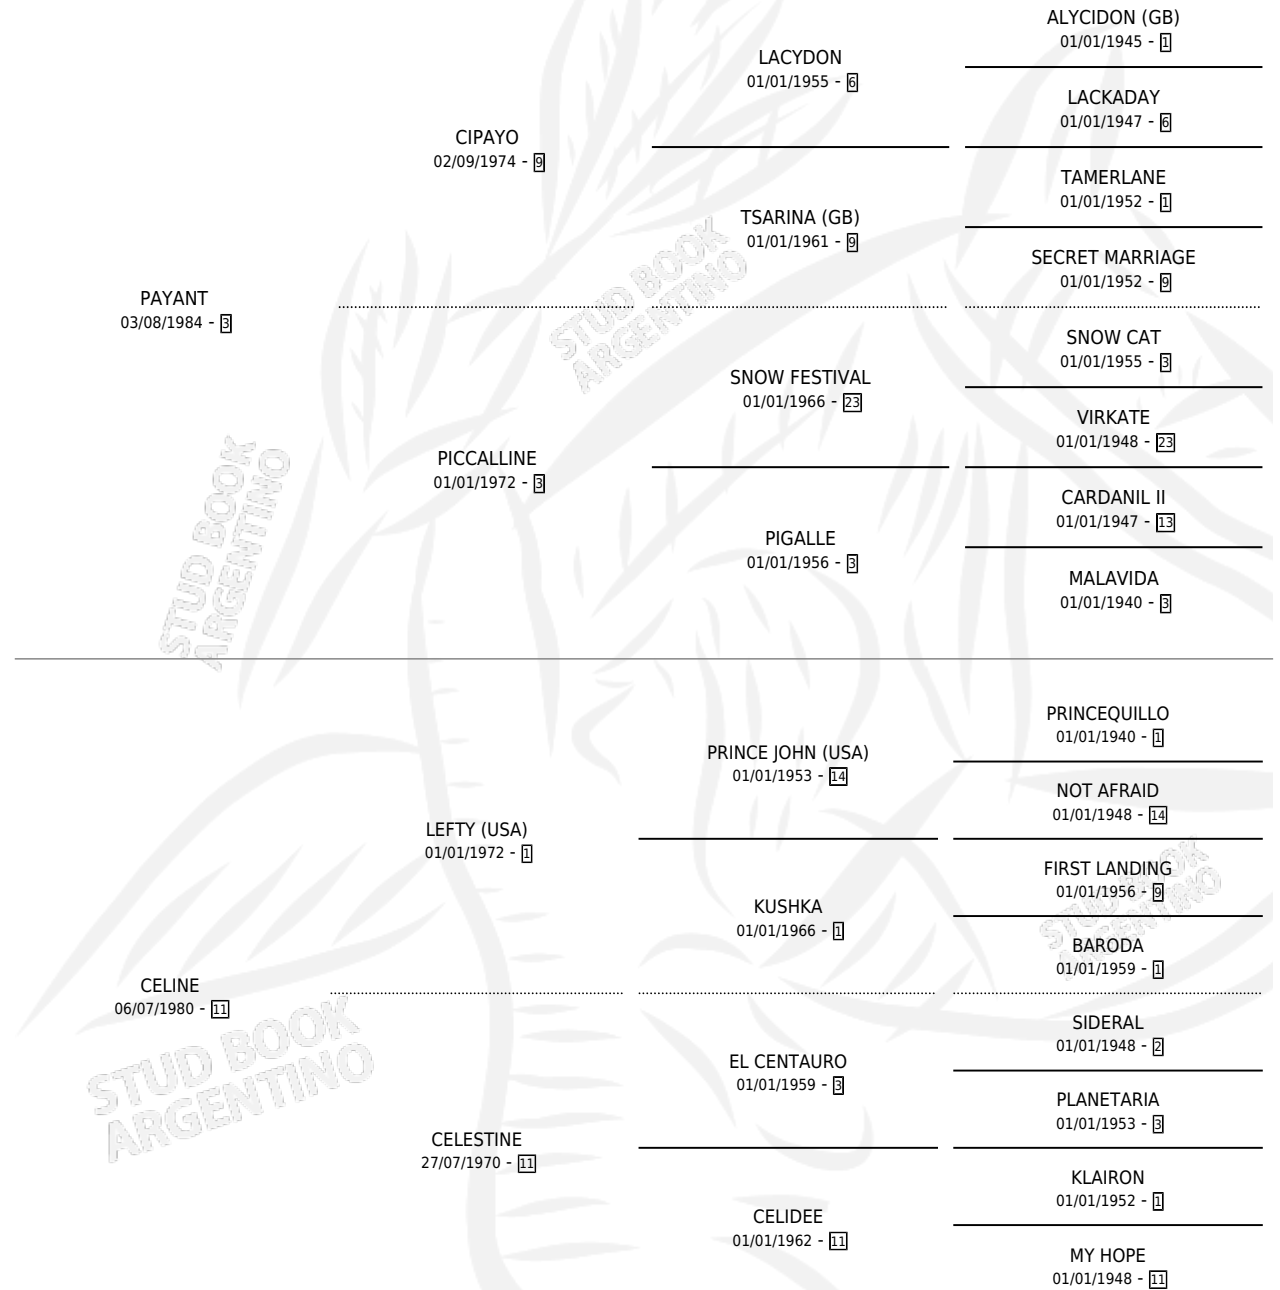 ALYCIDON (GB)
01/01/1945 - 1
LACYDON
01/01/1955 - 6
LACKADAY
01/01/1947 - 6
CIPAYO
02/09/1974 - 9
TAMERLANE
01/01/1952 - 1
TSARINA (GB)
01/01/1961 - 9
SECRET MARRIAGE
01/01/1952 - 9
PAYANT
03/08/1984 - 3
SNOW CAT
01/01/1955 - 3
SNOW FESTIVAL
01/01/1966 - 23
VIRKATE
01/01/1948 - 23
PICCALLINE
01/01/1972 - 3
CARDANIL II
01/01/1947 - 13
PIGALLE
01/01/1956 - 3
MALAVIDA
01/01/1940 - 3
PRINCEQUILLO
01/01/1940 - 1
PRINCE JOHN (USA)
01/01/1953 - 14
NOT AFRAID
01/01/1948 - 14
LEFTY (USA)
01/01/1972 - 1
FIRST LANDING
01/01/1956 - 9
KUSHKA
01/01/1966 - 1
BARODA
01/01/1959 - 1
CELINE
06/07/1980 - 11
SIDERAL
01/01/1948 - 2
EL CENTAURO
01/01/1959 - 3
PLANETARIA
01/01/1953 - 3
CELESTINE
27/07/1970 - 11
KLAIRON
01/01/1952 - 1
CELIDEE
01/01/1962 - 11
MY HOPE
01/01/1948 - 11
STUD BOOK
ARGENTINO
STUD BOOK
ARGENTINO
STUD BOOK
ARGENTINO
STUD BOOK
ARGENTINO